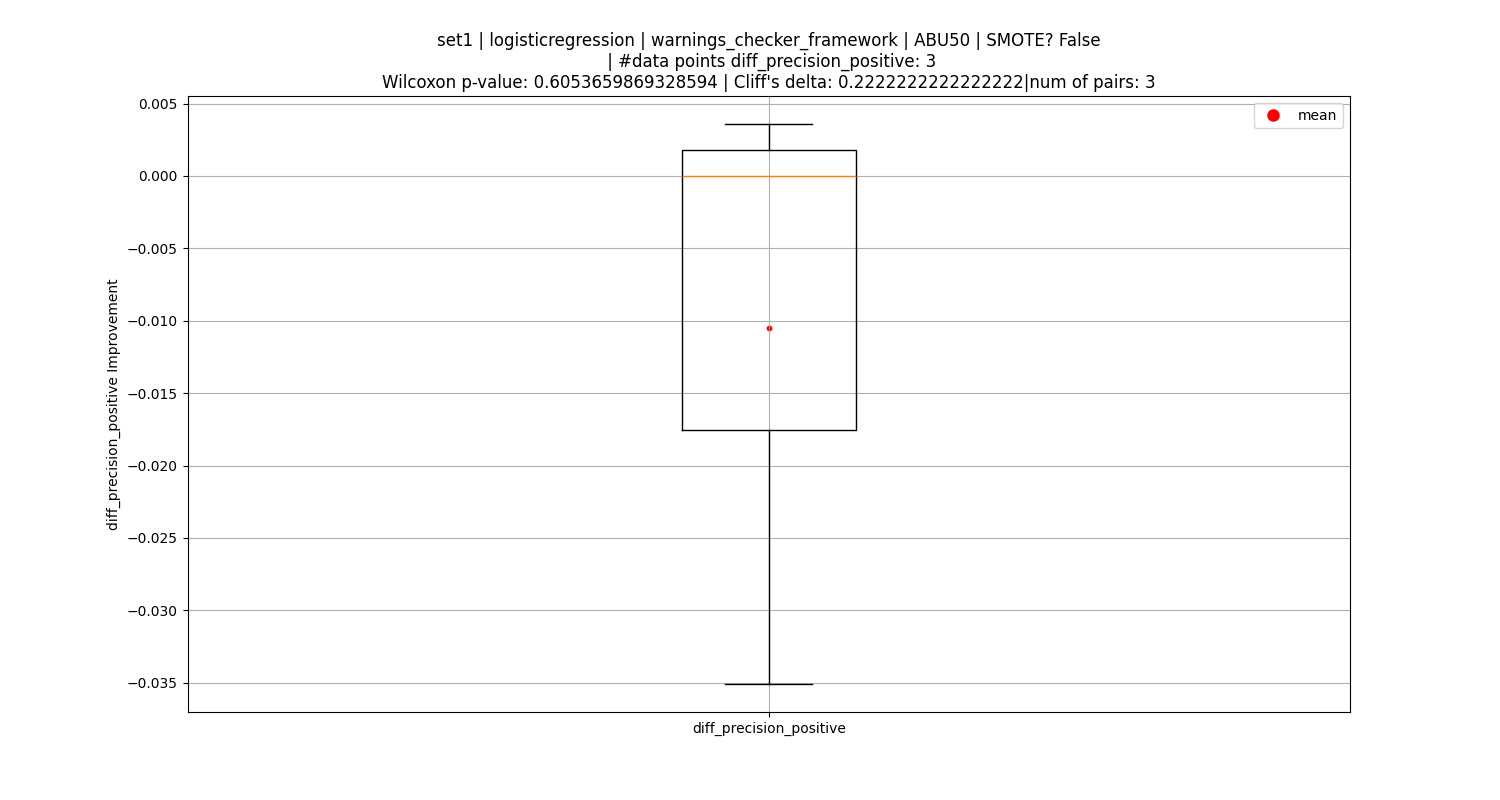 set1 | logisticregression | warnings_checker_framework | ABU50 | SMOTE? False
| #data points diff_precision_positive: 3
Wilcoxon p-value: 0.6053659869328594 | Cliff's delta: 0.2222222222222222|num of pairs: 3
mean
0.005
0.000
−0.005
−0.010
−0.015
−0.020
−0.025
−0.030
−0.035
diff_precision_positive Improvement
diff_precision_positive